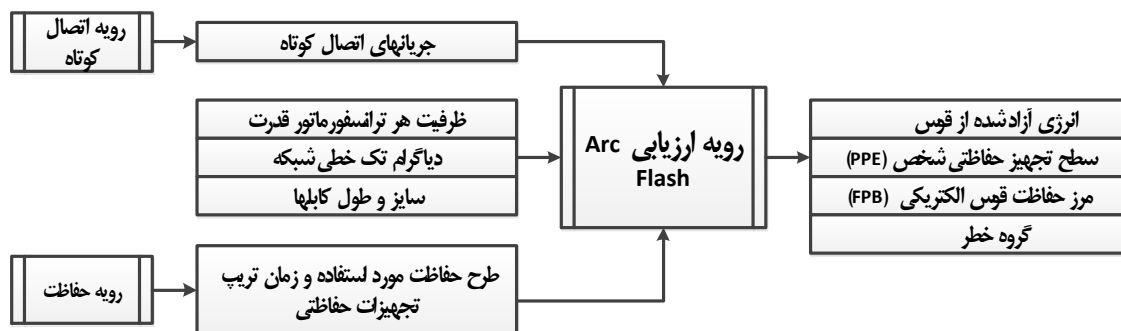 رویه اتصال
کوتاه
جریانهای اتصال کوتاه
ظرفیت هر ترانسفورماتور قدرت
دیاگرام تک خطی شبکه
سایز و طول کابلها
رویه حفاظت
طرح حفاظت مورد استفاده و زمان تریپ
تجهیزات حفاظتی
رویه ارزیابی Arc
Flash
انرژی آزادشده از قوس
سطح تجهیز حفاظتی شخص (PPE)
مرز حفاظت قوس الکتریکی (FPB)
گروه خطر